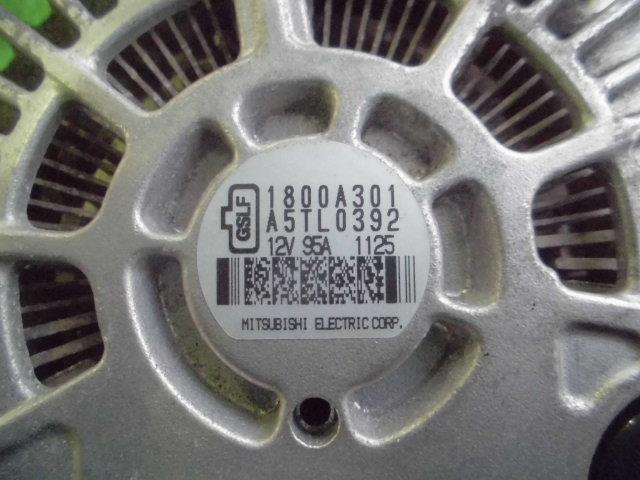 GSLF
1800A301
A5TL0392
12V 95A 1125
MITSUBISHI ELECTRIC CORP.